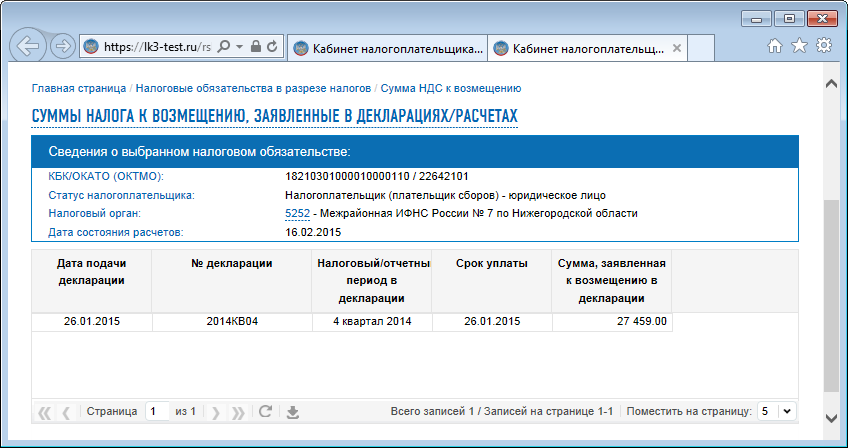 https://lk3-test.ru/rs
Кабинет налогоплательщика...
Кабинет налогоплательщ...
Главная страница / Налоговые обязательства в разрезе налогов / Сумма НДС к возмещению
СУММЫ НАЛОГА К ВОЗМЕЩЕНИЮ, ЗАЯВЛЕННЫЕ В ДЕКЛАРАЦИЯХ/РАСЧЕТАХ
Сведения о выбранном налоговом обязательстве:
КБК/ОКАТО (ОКТМО): 18210301000010000110 / 22642101
Статус налогоплательщика: Налогоплательщик (плательщик сборов) - юридическое лицо
Налоговый орган: 5252 - Межрайонная ИФНС России № 7 по Нижегородской области
Дата состояния расчетов: 16.02.2015
Дата подачи декларации
№ декларации
Налоговый/отчетны период в декларации
Срок уплаты
Сумма, заявленная к возмещению в декларации
26.01.2015 2014КВ04 4 квартал 2014 26.01.2015 27 459.00
Страница 1 из 1 Всего записей 1 / Записей на странице 1-1 Поместить на страницу: 5